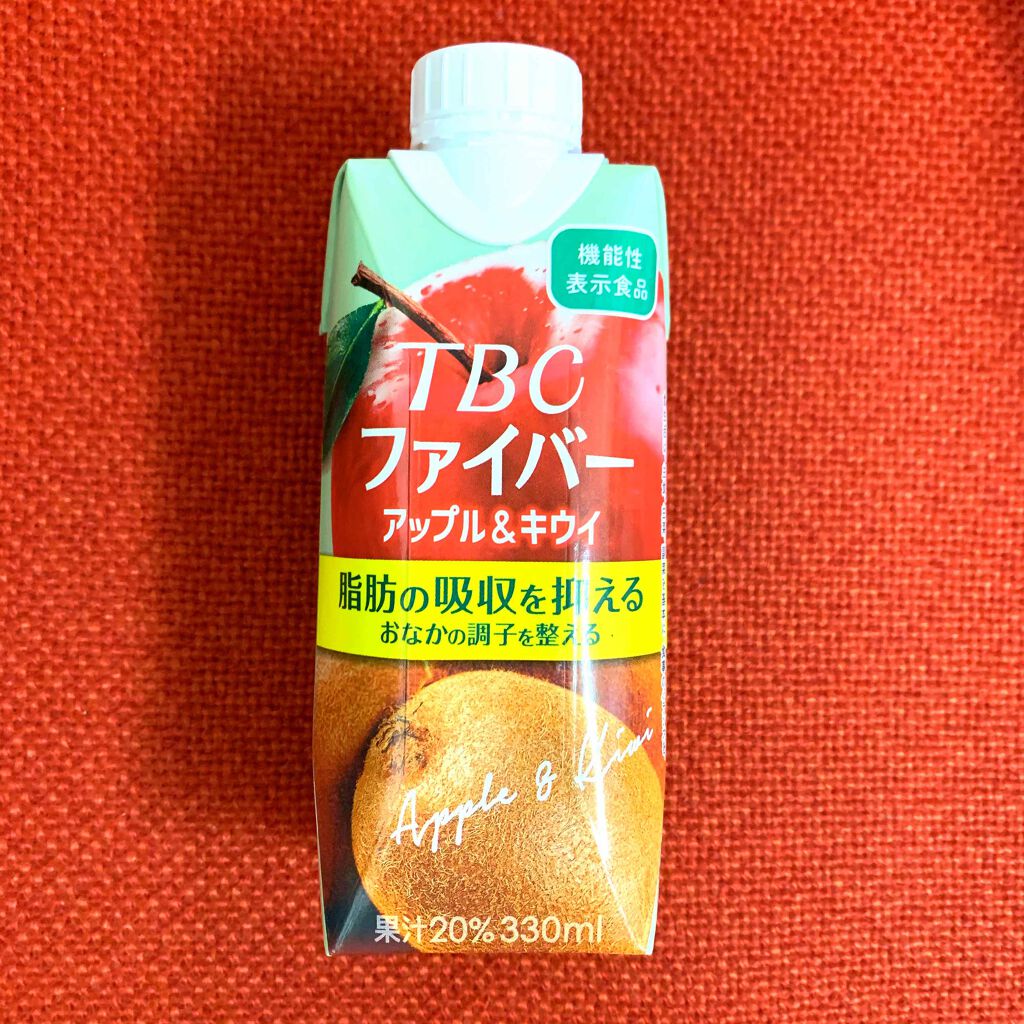 機能性
表示食品
TBC
ファイバー
アップル&キウイ
脂肪の吸収を抑える
おなかの調子を整える
Apple & Kiwi
果汁20% 330ml